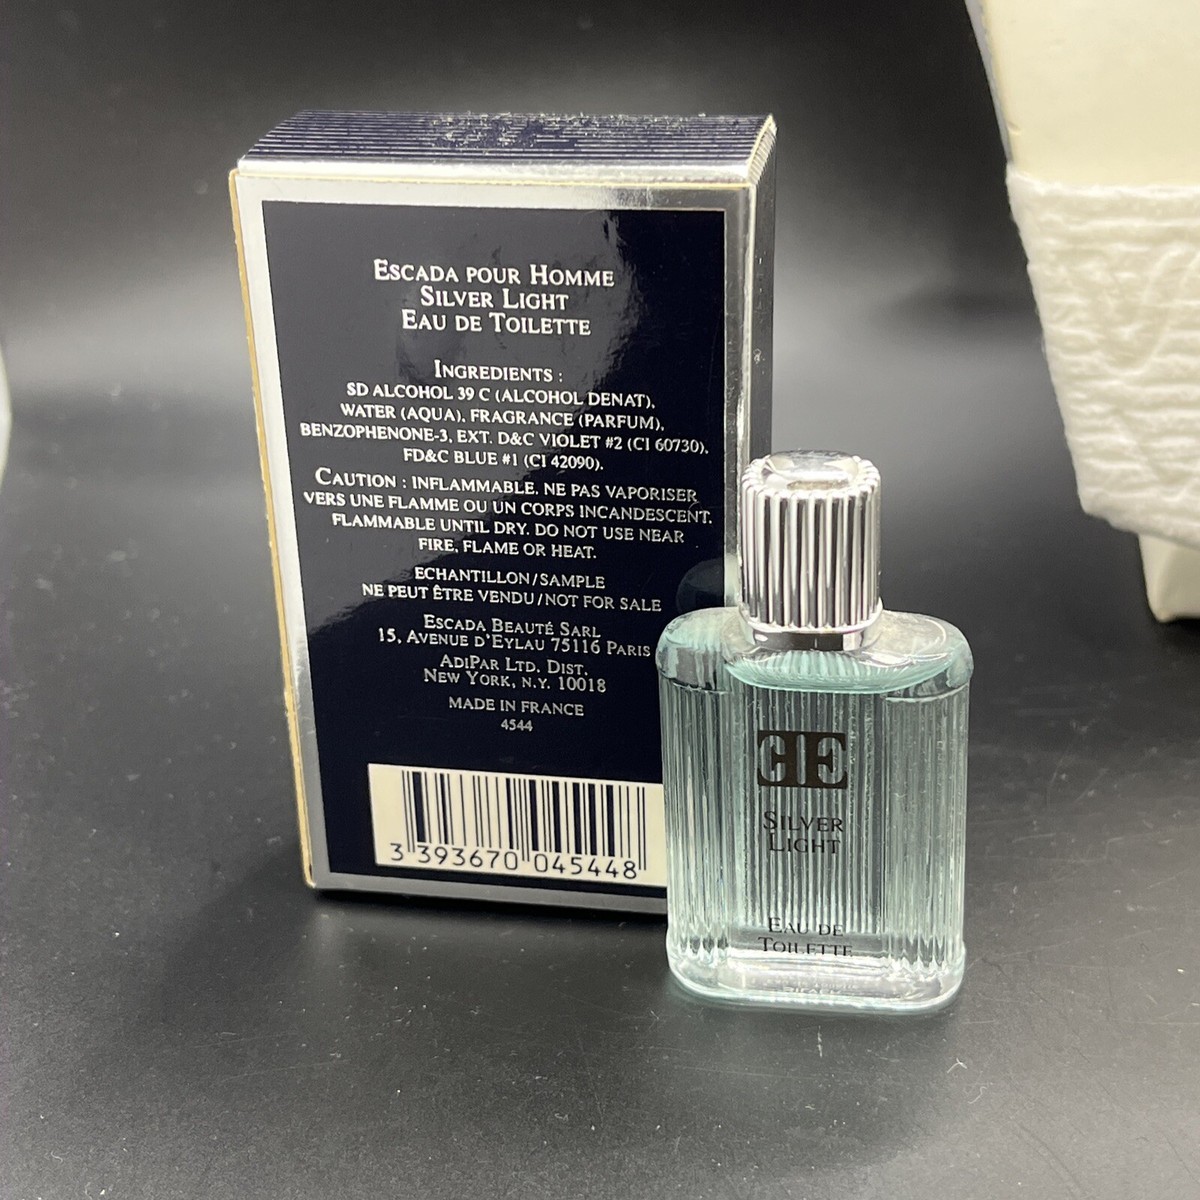 ESCADA POUR HOMME
SILVER LIGHT
EAU DE TOILETTE
INGREDIENTS :
SD ALCOHOL 39 C (ALCOHOL DENAT),
WATER (AQUA), FRAGRANCE (PARFUM),
BENZOPHENONE-3, EXT. D&C VIOLET #2 (CI 60730),
FD&C BLUE #1 (CI 42090).
CAUTION : INFLAMMABLE. NE PAS VAPORISER
VERS UNE FLAMME OU UN CORPS INCANDESCENT.
FLAMMABLE UNTIL DRY. DO NOT USE NEAR
FIRE, FLAME OR HEAT.
ECHANTILLON/SAMPLE
NE PEUT ÊTRE VENDU/NOT FOR SALE
ESCADA BEAUTÉ SARL
15, AVENUE D'EYLAU 75116 PARIS
ADIPAR LTD. DIST.
NEW YORK, N.Y. 10018
MADE IN FRANCE
4544
3 393670 045448
ƎE
SILVER
LIGHT
EAU DE
TOILETTE